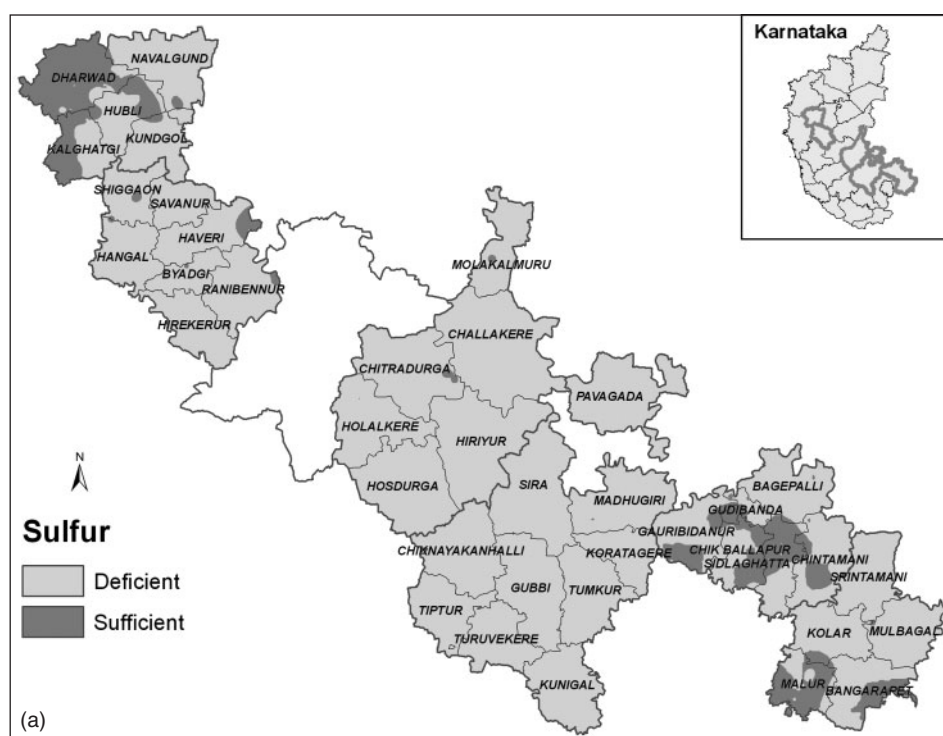 Karnataka
NAVALGUND
DHARWAD
HUBLI
KUNDGOL
KALGHATGI
SHIGGAON
SAVANUR
HAVERI
HANGAL
BYADGI
RANIBENNUR
HIREKERUR
MOLAKALMURU
CHALLAKERE
CHITRADURGA
PAVAGADA
HOLALKERE
HIRIYUR
HOSDURGA
SIRA
MADHUGIRI
BAGEPALLI
GUDIBANDA
GAURIBIDANUR
CHIKNAYAKANHALLI
KORATAGERE
CHIK BALLAPUR
SIDLAGHATTA
CHINTAMANI
SRINTAMANI
GUBBI
TUMKUR
TIPTUR
TURUVEKERE
KOLAR
MULBAGAL
KUNIGAL
MALUR
BANGARAPET
N
Sulfur
Deficient
Sufficient
(a)